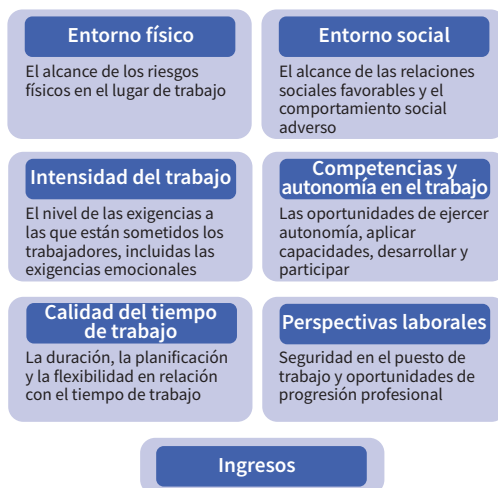 Entorno físico
El alcance de los riesgos
físicos en el lugar de trabajo
Entorno social
El alcance de las relaciones
sociales favorables y el
comportamiento social
adverso
Intensidad del trabajo
El nivel de las exigencias a
las que están sometidos los
trabajadores, incluidas las
exigencias emocionales
Competencias y
autonomía en el trabajo
Las oportunidades de ejercer
autonomía, aplicar
capacidades, desarrollar y
participar
Calidad del tiempo
de trabajo
La duración, la planificación
y la flexibilidad en relación
con el tiempo de trabajo
Perspectivas laborales
Seguridad en el puesto de
trabajo y oportunidades de
progresión profesional
Ingresos